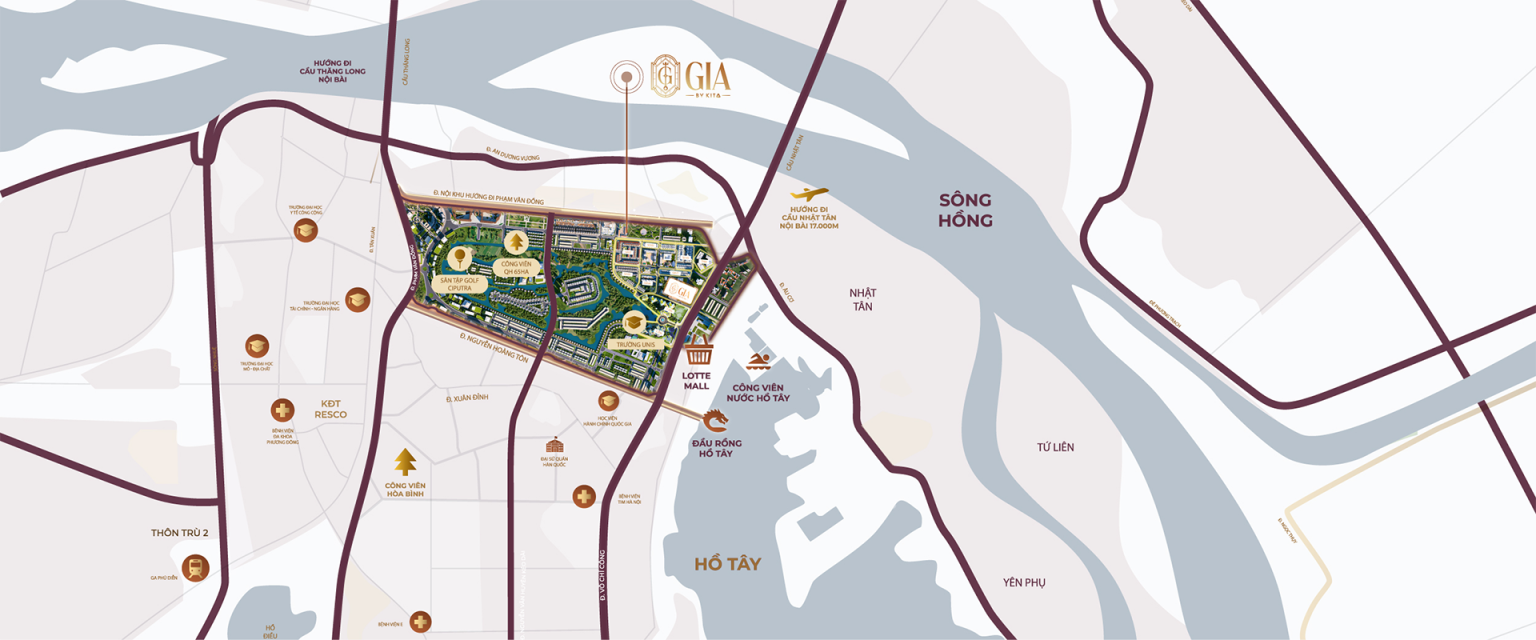 HƯỚNG ĐI
CẦU THĂNG LONG
NỘI BÀI
CẦU THĂNG LONG
GIA
BY KITA
Đ. AN DƯƠNG VƯƠNG
CẦU NHẬT TÂN
HƯỚNG ĐI
CẦU NHẬT TÂN
NỘI BÀI 17.000M
SÔNG
HỒNG
Đ. NỘI KHU HƯỚNG ĐI PHẠM VĂN ĐỒNG
TRƯỜNG ĐẠI HỌC
Y TẾ CÔNG CỘNG
Đ. TÂN XUÂN
Đ. PHẠM VĂN ĐỒNG
SÂN TẬP GOLF
CIPUTRA
CÔNG VIÊN
QH 65HA
GIA
TRƯỜNG UNIS
Đ. ÂU CƠ
NHẬT
TÂN
TRƯỜNG ĐẠI HỌC
TÀI CHÍNH - NGÂN HÀNG
TRƯỜNG ĐẠI HỌC
MỎ - ĐỊA CHẤT
Đ. NGUYỄN HOÀNG TÔN
LOTTE
MALL
CÔNG VIÊN
NƯỚC HỒ TÂY
KĐT
RESCO
Đ. XUÂN ĐỈNH
HỌC VIỆN
HÀNH CHÍNH QUỐC GIA
ĐẦU RỒNG
HỒ TÂY
BỆNH VIỆN
ĐA KHOA
PHƯƠNG ĐÔNG
ĐẠI SỨ QUÁN
HÀN QUỐC
TỨ LIÊN
CÔNG VIÊN
HÒA BÌNH
BỆNH VIỆN
TIM HÀ NỘI
THÔN TRÙ 2
GA PHÚ DIỄN
HỒ TÂY
Đ. VÕ CHÍ CÔNG
YÊN PHỤ
Đ. NGỌC THỤY
BỆNH VIỆN E
HỒ
ĐIỀU